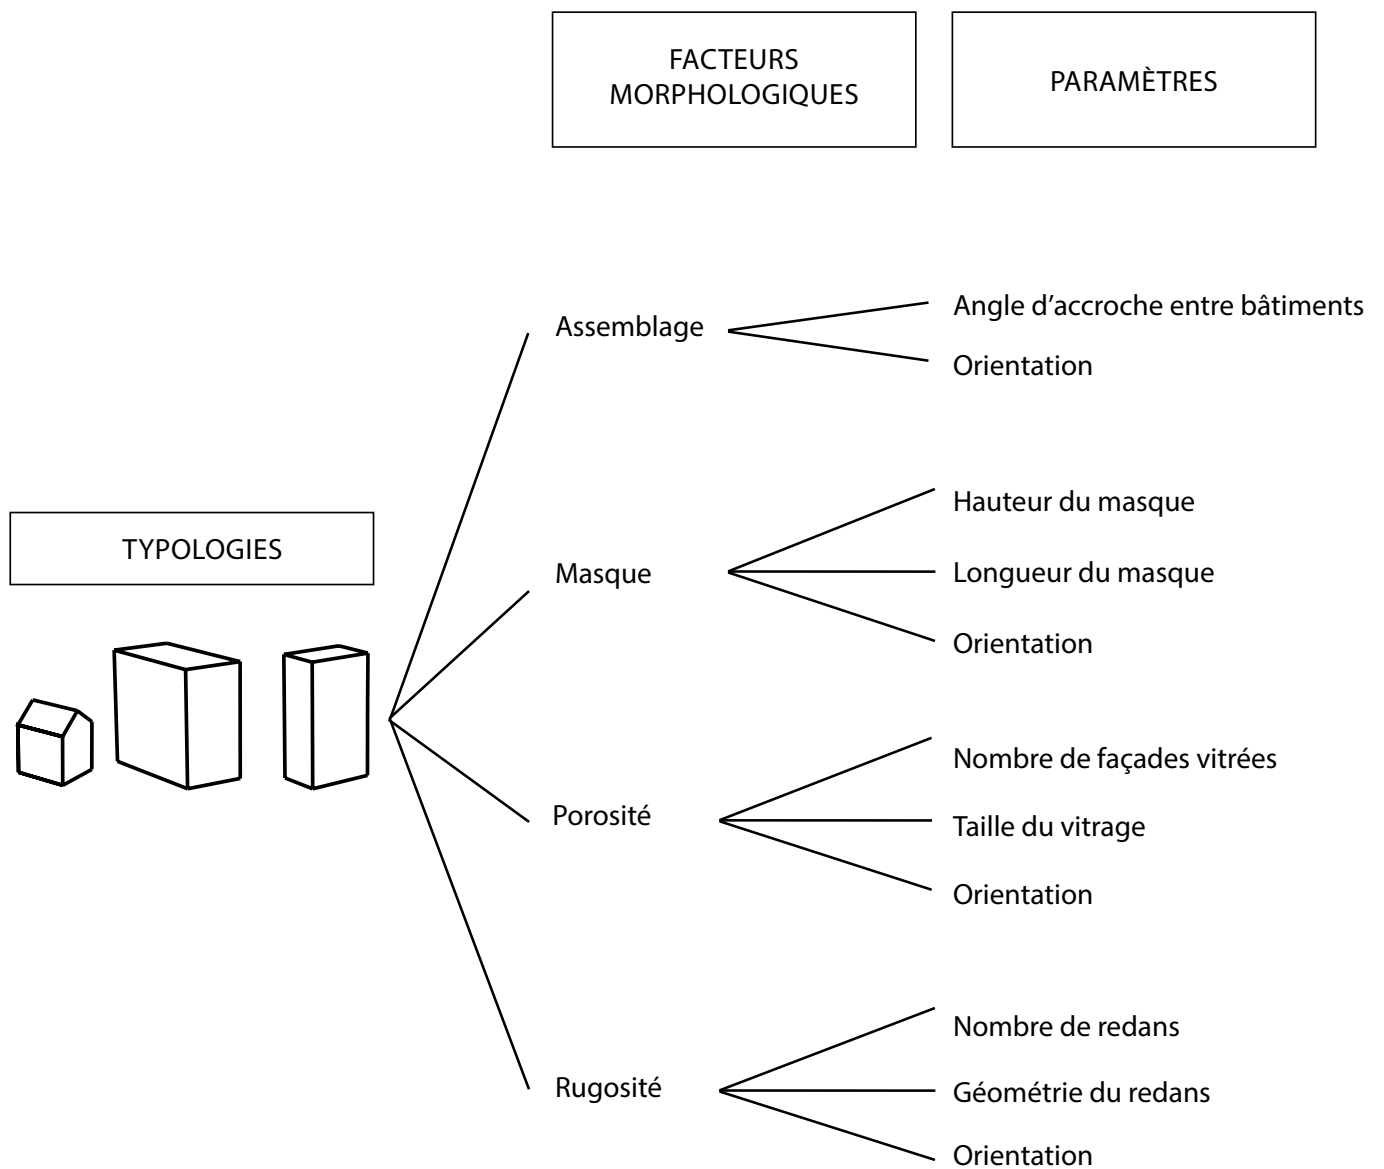 FACTEURS
MORPHOLOGIQUES
PARAMÈTRES
Assemblage
Angle d’accroche entre bâtiments
Orientation
TYPOLOGIES
Masque
Hauteur du masque
Longueur du masque
Orientation
Porosité
Nombre de façades vitrées
Taille du vitrage
Orientation
Rugosité
Nombre de redans
Géométrie du redans
Orientation